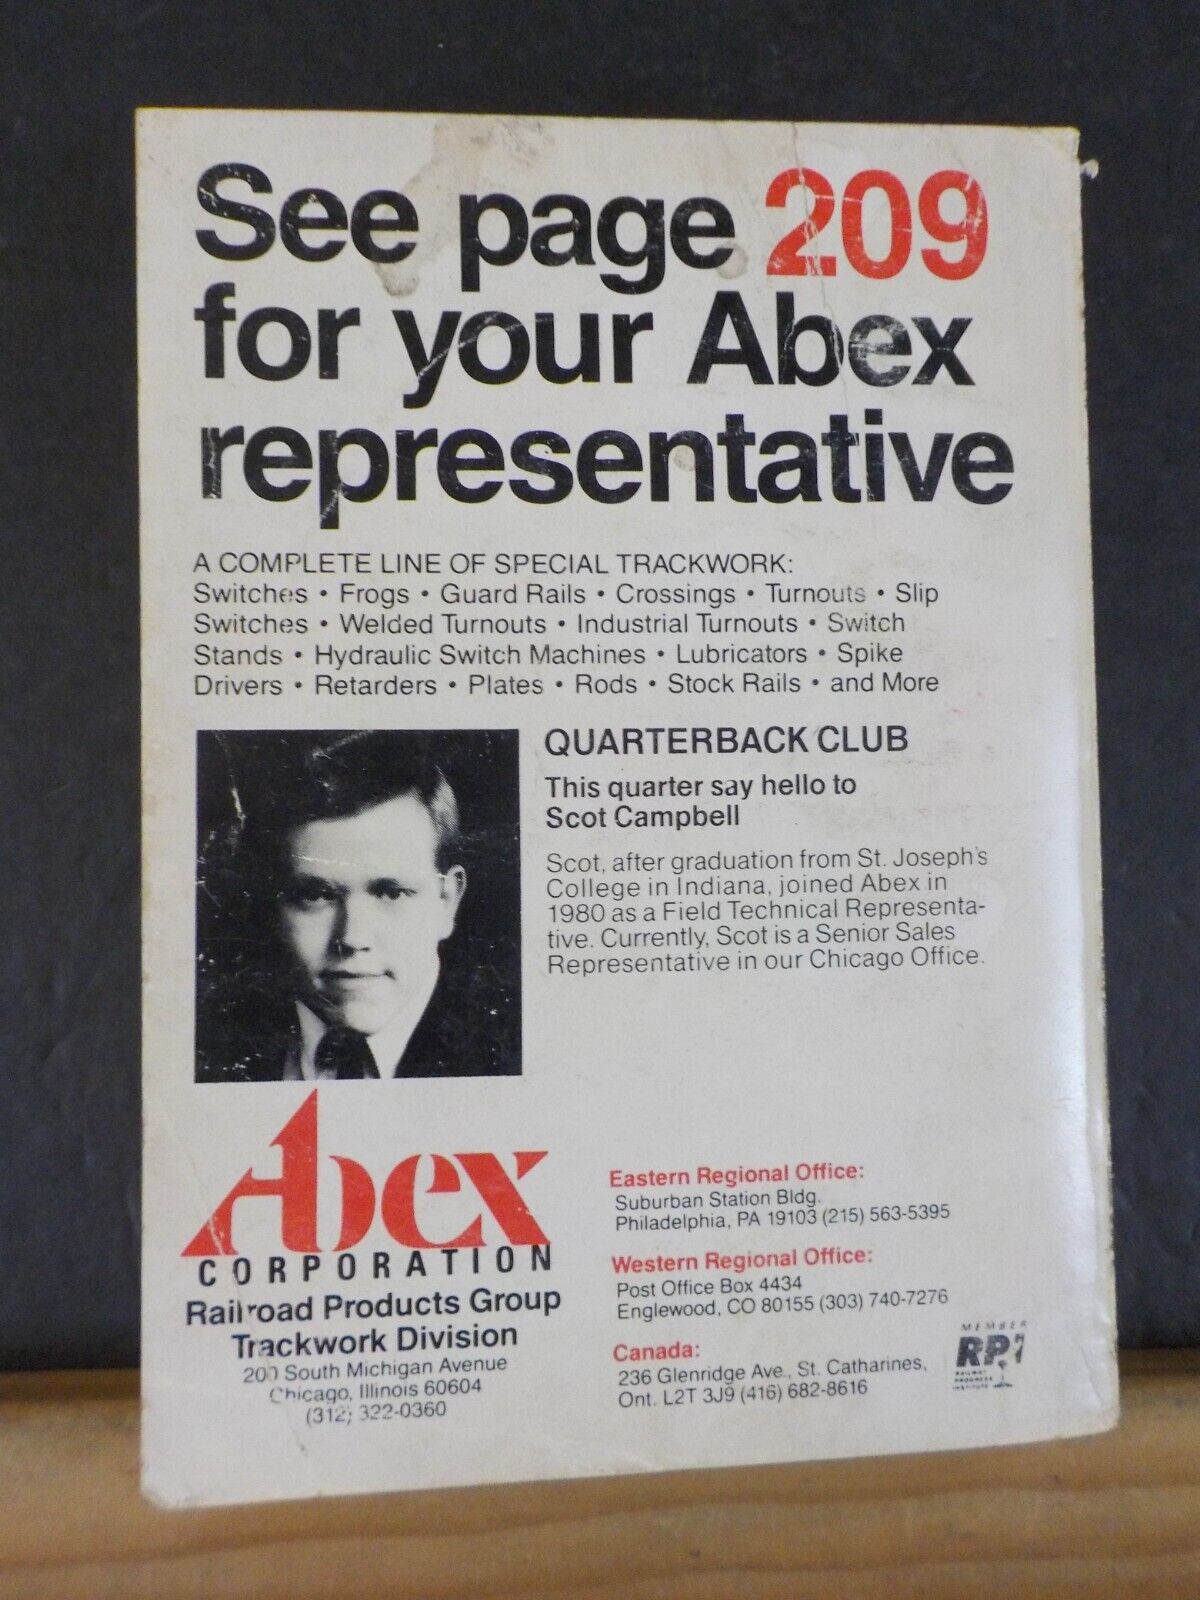 See page 209
for your Abex
representative
A COMPLETE LINE OF SPECIAL TRACKWORK:
Switches • Frogs • Guard Rails • Crossings • Turnouts • Slip
Switches • Welded Turnouts • Industrial Turnouts • Switch
Stands • Hydraulic Switch Machines • Lubricators • Spike
Drivers • Retarders • Plates • Rods • Stock Rails • and More
QUARTERBACK CLUB
This quarter say hello to
Scot Campbell
Scot, after graduation from St. Joseph's
College in Indiana, joined Abex in
1980 as a Field Technical Representa-
tive. Currently, Scot is a Senior Sales
Representative in our Chicago Office.
Abex
CORPORATION
Railroad Products Group
Trackwork Division
200 South Michigan Avenue
Chicago, Illinois 60604
(312) 322-0360
Eastern Regional Office:
Suburban Station Bldg.
Philadelphia, PA 19103 (215) 563-5395
Western Regional Office:
Post Office Box 4434
Englewood, CO 80155 (303) 740-7276
Canada:
236 Glenridge Ave., St. Catharines,
Ont. L2T 3J9 (416) 682-8616
MEMBER
RPI
RAILWAY
PROGRESS
INSTITUTE